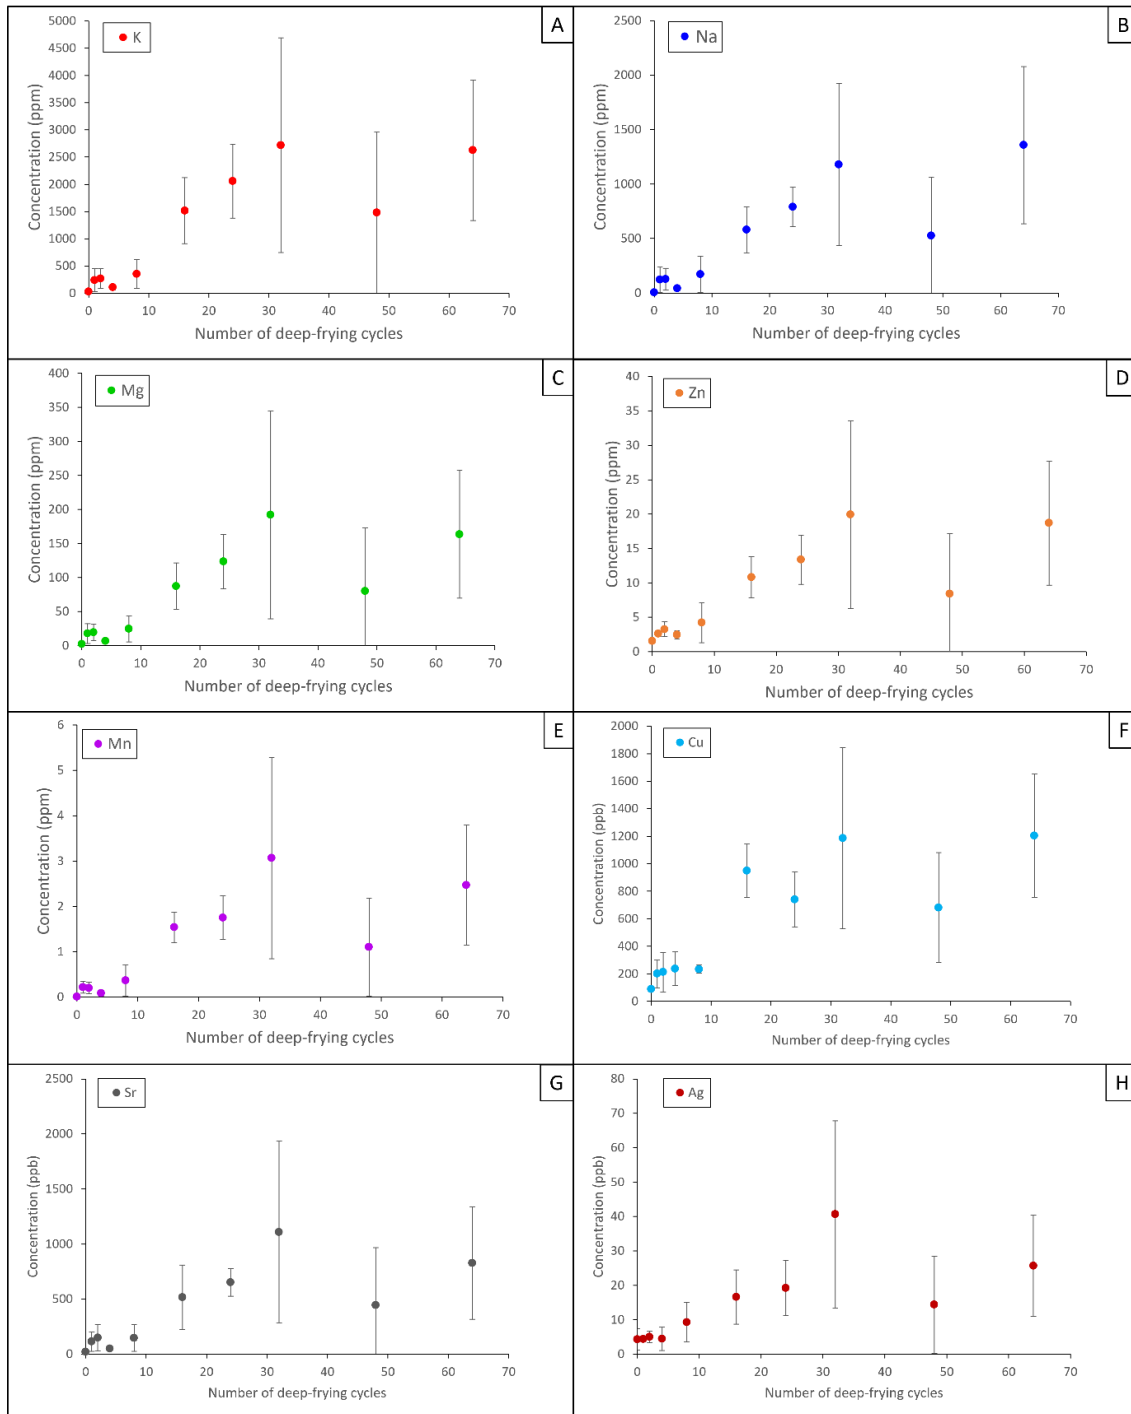 A
K
5000
4500
4000
3500
3000
2500
2000
1500
1000
500
0
0 10 20 30 40 50 60 70
Concentration (ppm)
Number of deep-frying cycles
B
Na
2500
2000
1500
1000
500
0
0 10 20 30 40 50 60 70
Concentration (ppm)
Number of deep-frying cycles
C
Mg
400
350
300
250
200
150
100
50
0
0 10 20 30 40 50 60 70
Concentration (ppm)
Number of deep-frying cycles
D
Zn
40
35
30
25
20
15
10
5
0
0 10 20 30 40 50 60 70
Concentration (ppm)
Number of deep-frying cycles
E
Mn
6
5
4
3
2
1
0
0 10 20 30 40 50 60 70
Concentration (ppm)
Number of deep-frying cycles
F
Cu
2000
1800
1600
1400
1200
1000
800
600
400
200
0
0 10 20 30 40 50 60 70
Concentration (ppb)
Number of deep-frying cycles
G
Sr
2500
2000
1500
1000
500
0
0 10 20 30 40 50 60 70
Concentration (ppb)
Number of deep-frying cycles
H
Ag
80
70
60
50
40
30
20
10
0
0 10 20 30 40 50 60 70
Concentration (ppb)
Number of deep-frying cycles